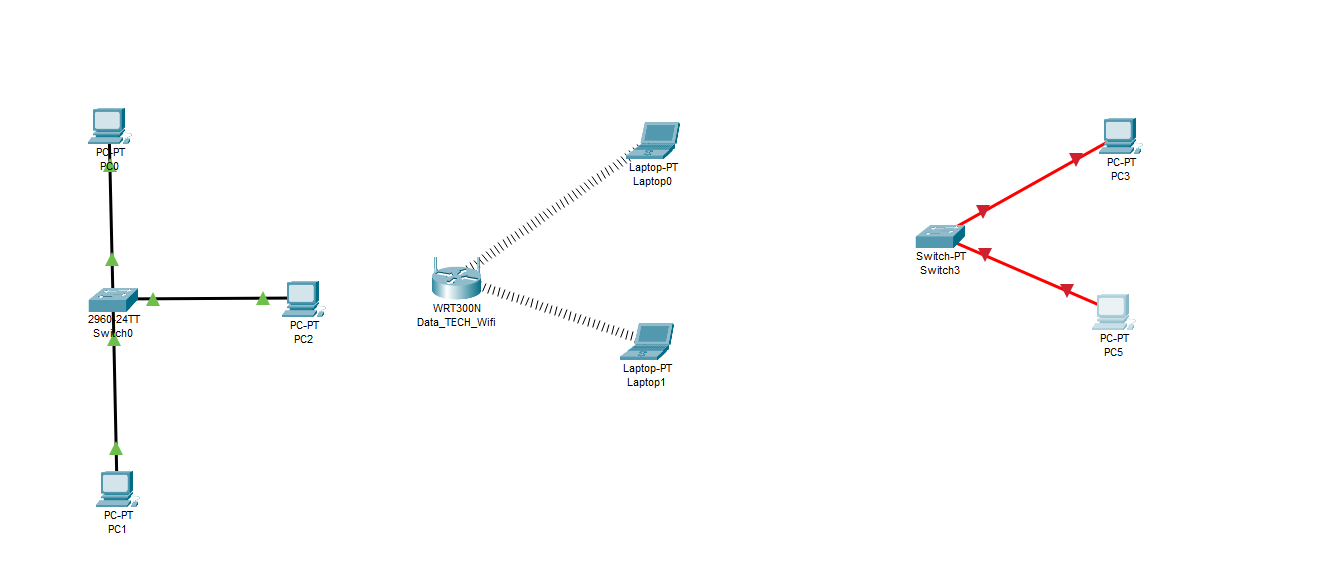 PC-PT
PC0
2960-24TT
Switch0
PC-PT
PC2
PC-PT
PC1
Laptop-PT
Laptop0
WRT300N
Data_TECH_Wifi
Laptop-PT
Laptop1
PC-PT
PC3
Switch-PT
Switch3
PC-PT
PC5